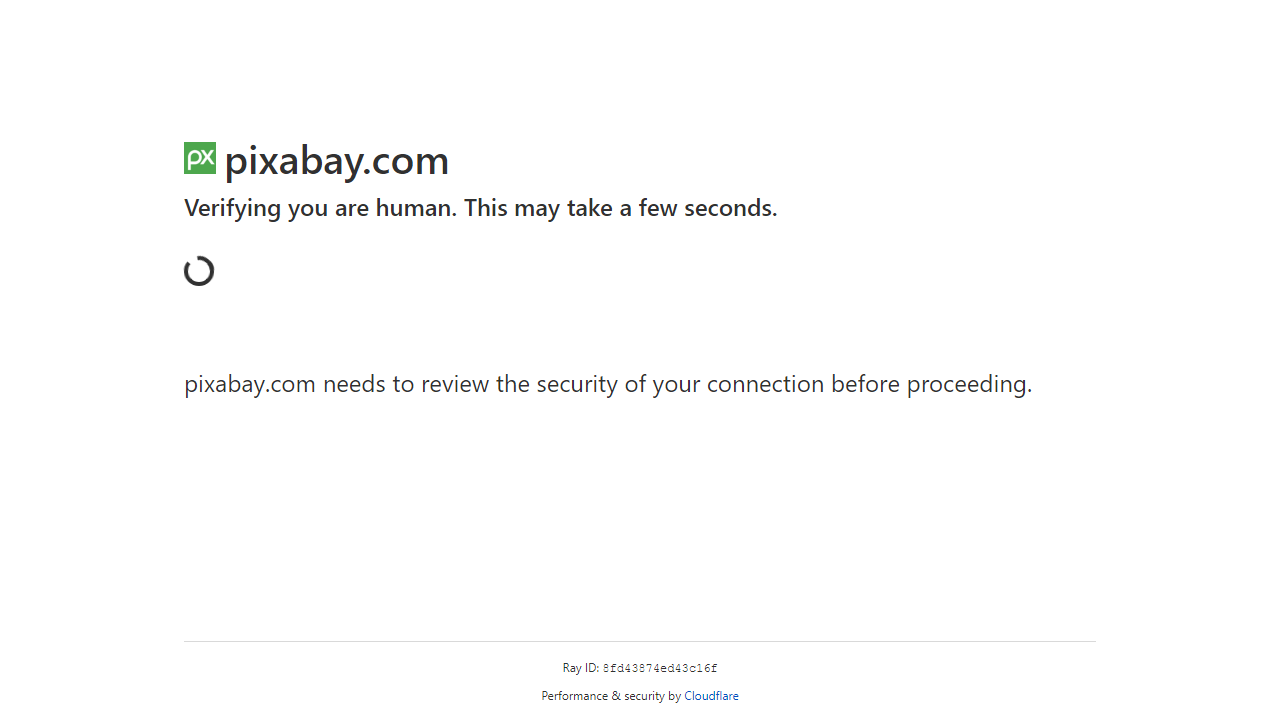 pixabay.com
Verifying you are human. This may take a few seconds.
pixabay.com needs to review the security of your connection before proceeding.
Ray ID: 8fd43874ed43c16f
Performance & security by Cloudflare